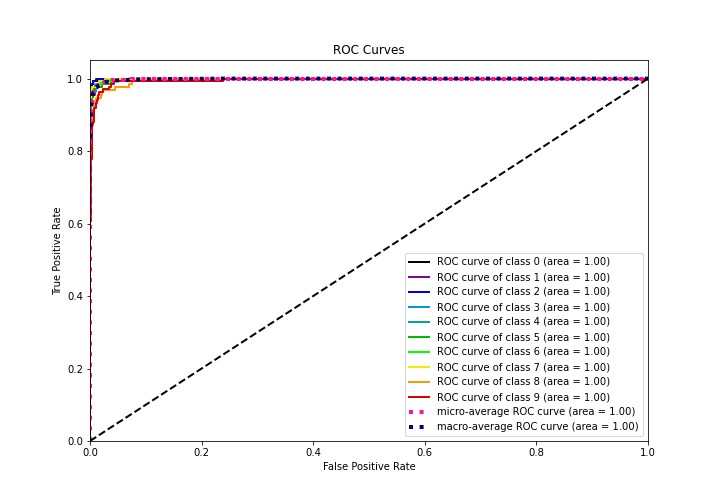 ROC Curves
True Positive Rate
1.0
0.8
0.6
0.4
0.2
0.0
0.0 0.2 0.4 0.6 0.8 1.0
False Positive Rate
ROC curve of class 0 (area = 1.00)
ROC curve of class 1 (area = 1.00)
ROC curve of class 2 (area = 1.00)
ROC curve of class 3 (area = 1.00)
ROC curve of class 4 (area = 1.00)
ROC curve of class 5 (area = 1.00)
ROC curve of class 6 (area = 1.00)
ROC curve of class 7 (area = 1.00)
ROC curve of class 8 (area = 1.00)
ROC curve of class 9 (area = 1.00)
micro-average ROC curve (area = 1.00)
macro-average ROC curve (area = 1.00)